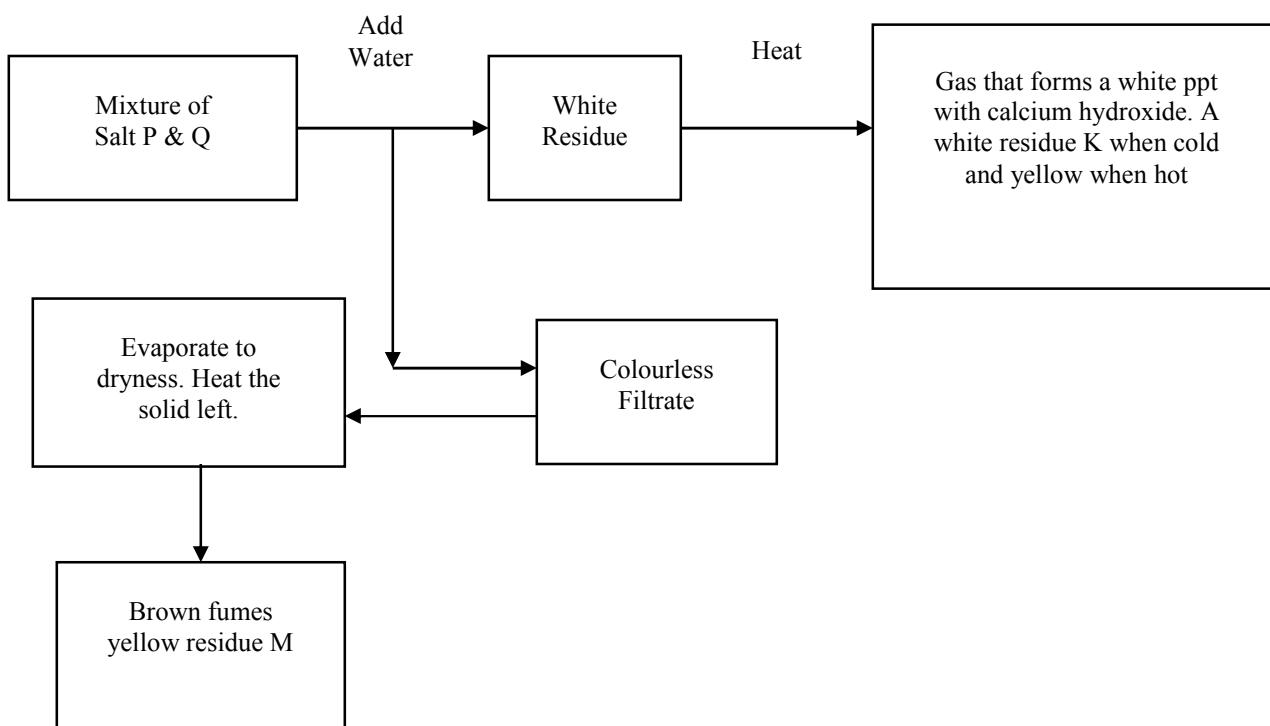 Add
Water
Heat
Mixture of
Salt P & Q
White
Residue
Gas that forms a white ppt
with calcium hydroxide. A
white residue K when cold
and yellow when hot
Evaporate to
dryness. Heat the
solid left.
Colourless
Filtrate
Brown fumes
yellow residue M